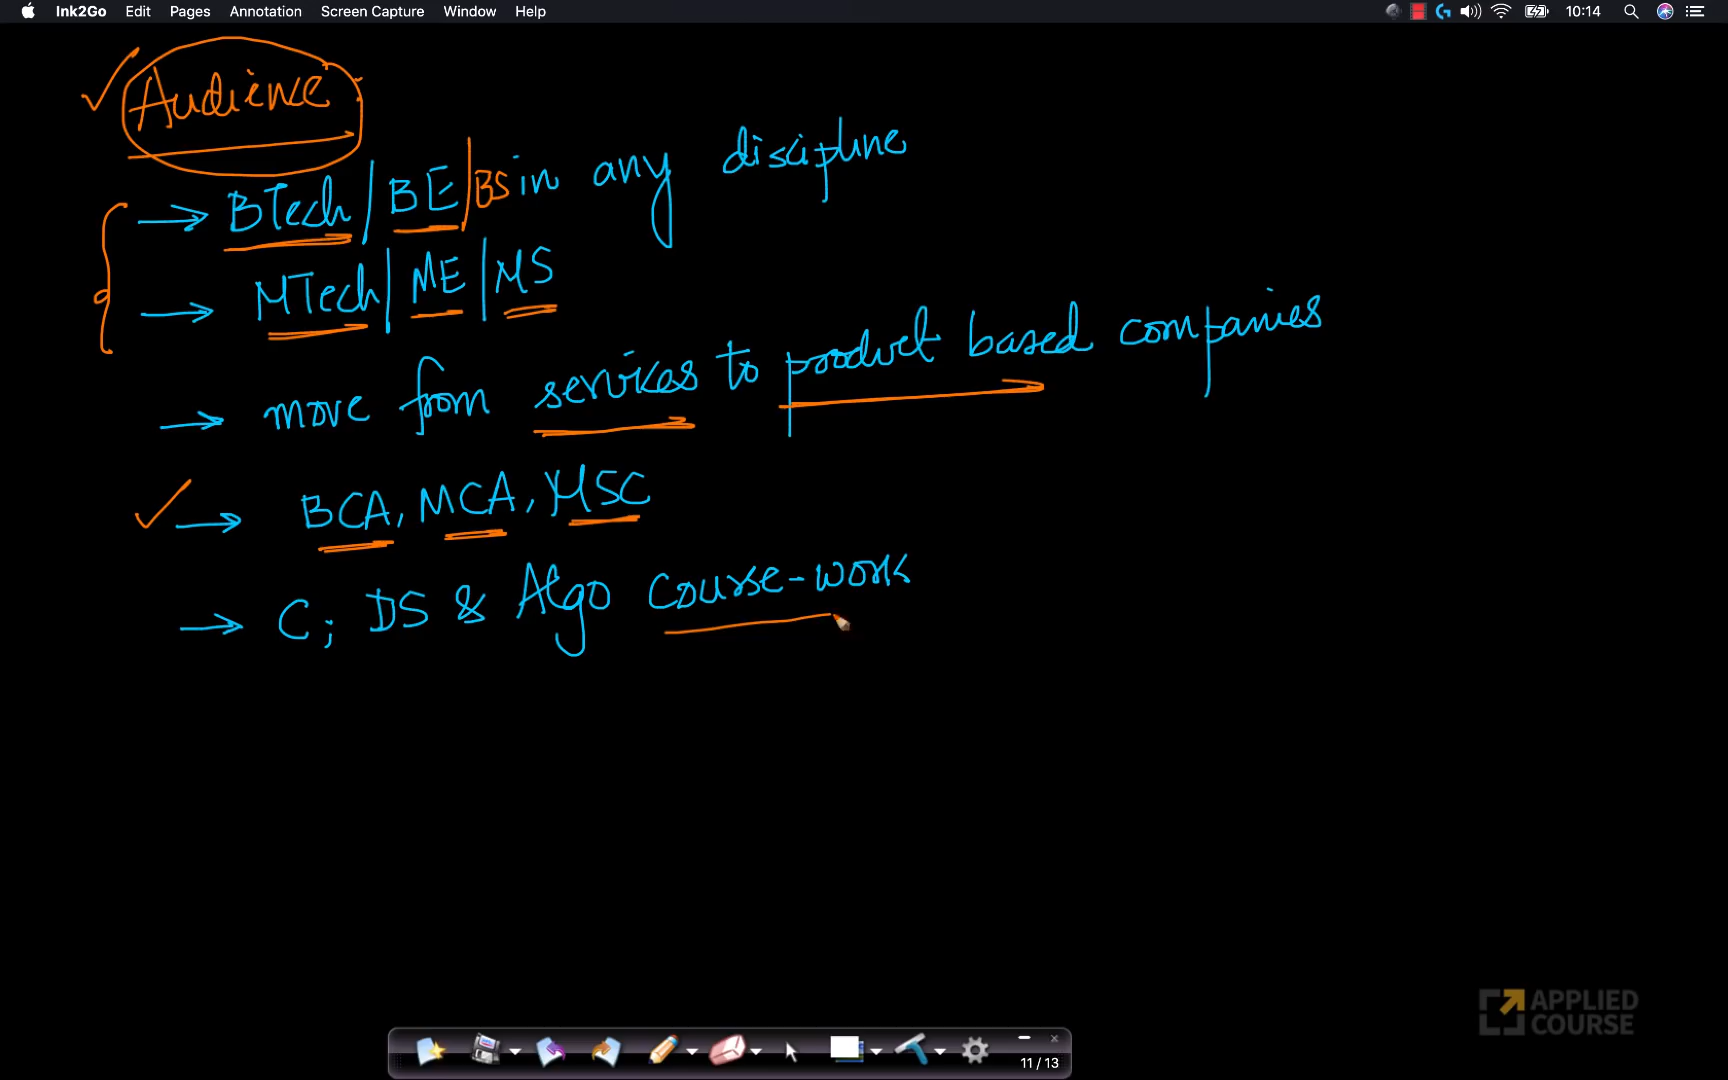 Ink2Go Edit Pages Annotation Screen Capture Window Help 10:14
Audience
→ BTech | BE | BS in any discipline
→ MTech | ME | MS
→ move from services to product based companies
→ BCA, MCA, MSC
→ C; DS & Algo course-work
APPLIED
COURSE
11 / 13